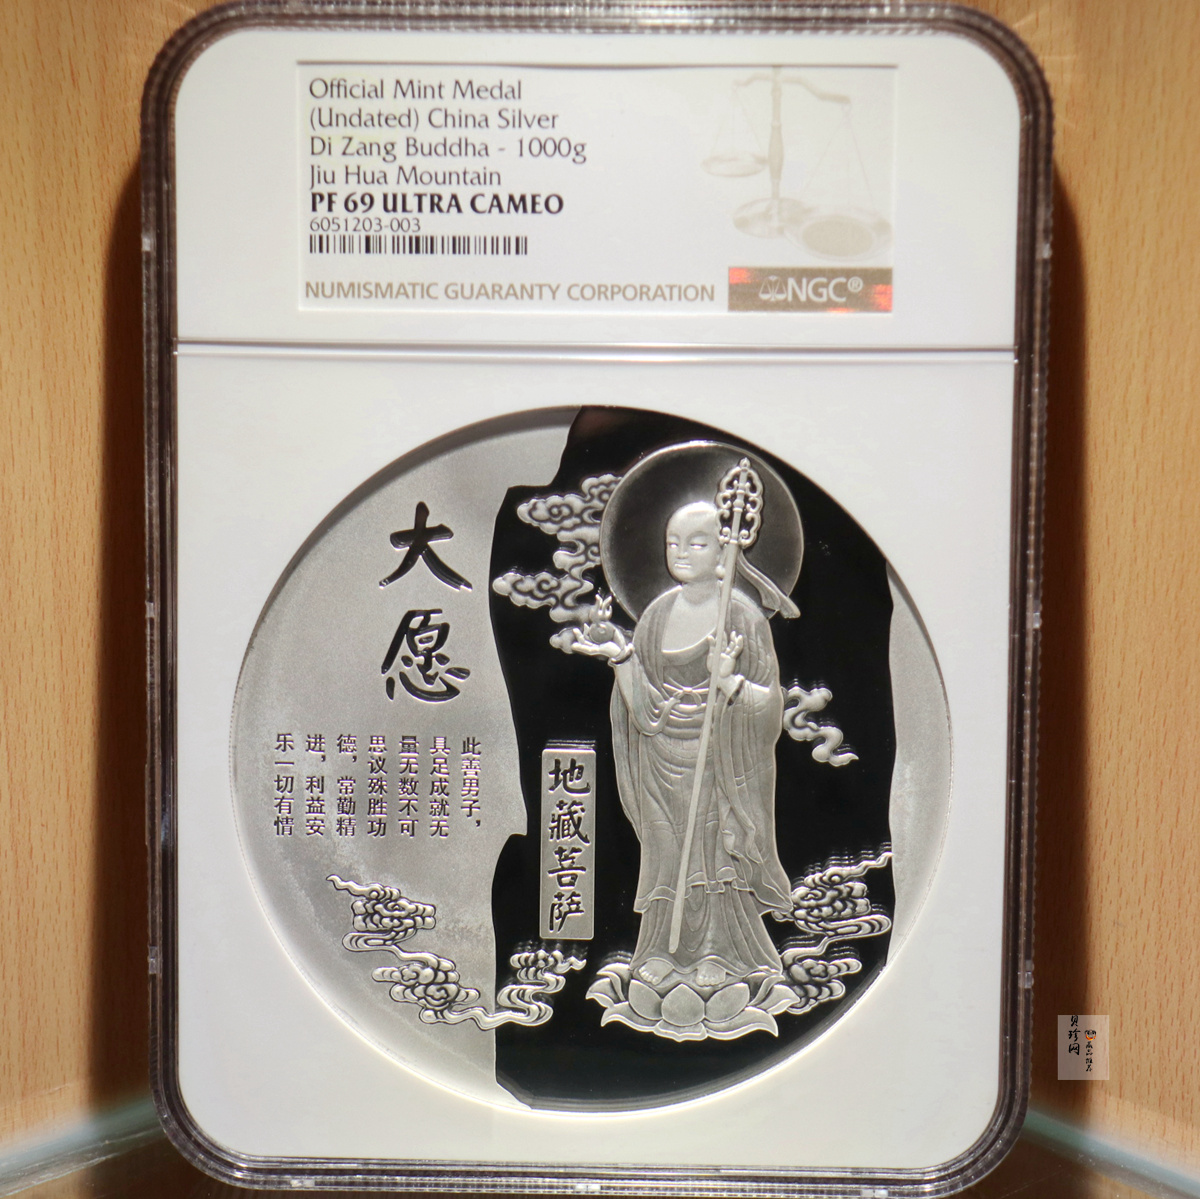 Official Mint Medal
(Undated) China Silver
Di Zang Buddha - 1000g
Jiu Hua Mountain
PF 69 ULTRA CAMEO
6051203-003
NUMISMATIC GUARANTY CORPORATION
NGC®
大愿
此善男子，
具足成就无
量无数不可
思议殊胜功
德，常勤精
进，利益安
乐一切有情
地藏菩萨
贝珍网